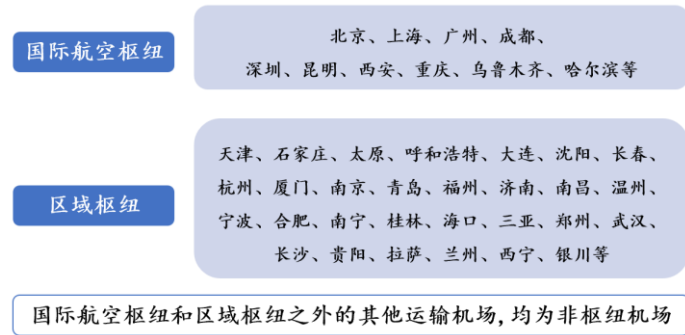 国际航空枢纽
北京、上海、广州、成都、
深圳、昆明、西安、重庆、乌鲁木齐、哈尔滨等
区域枢纽
天津、石家庄、太原、呼和浩特、大连、沈阳、长春、
杭州、厦门、南京、青岛、福州、济南、南昌、温州、
宁波、合肥、南宁、桂林、海口、三亚、郑州、武汉、
长沙、贵阳、拉萨、兰州、西宁、银川等
国际航空枢纽和区域枢纽之外的其他运输机场,均为非枢纽机场